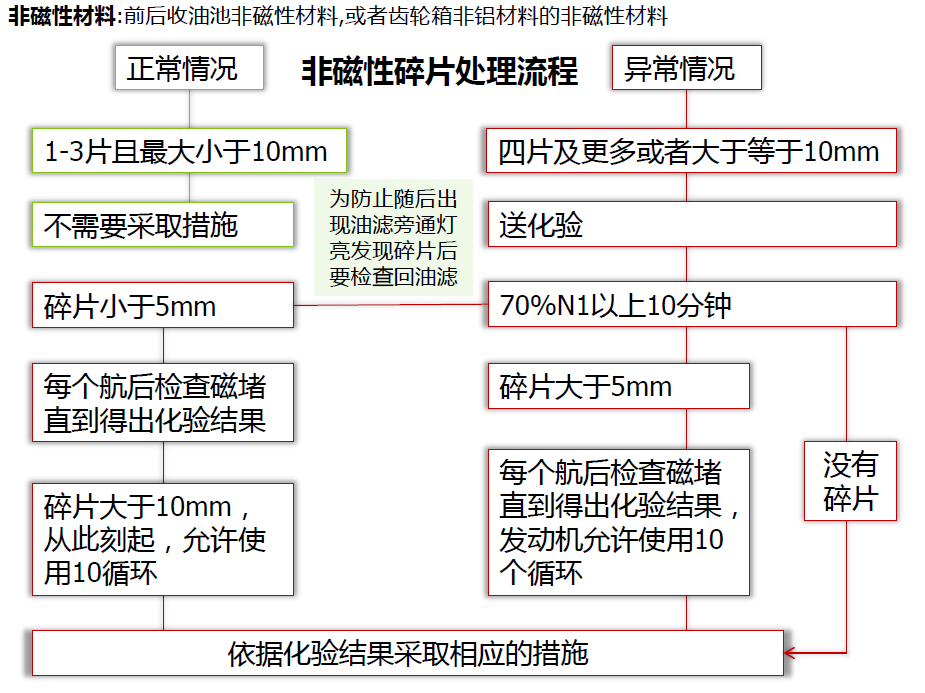 非磁性材料:前后收油池非磁性材料,或者齿轮箱非铝材料的非磁性材料
正常情况
非磁性碎片处理流程
异常情况
1-3片且最大小于10mm
四片及更多或者大于等于10mm
不需要采取措施
为防止随后出
现油滤旁通灯
亮发现碎片后
要检查回油滤
送化验
碎片小于5mm
70%N1以上10分钟
每个航后检查磁堵
直到得出化验结果
碎片大于5mm
没有
碎片
碎片大于10mm，
从此刻起，允许使
用10循环
每个航后检查磁堵
直到得出化验结果，
发动机允许使用10
个循环
依据化验结果采取相应的措施